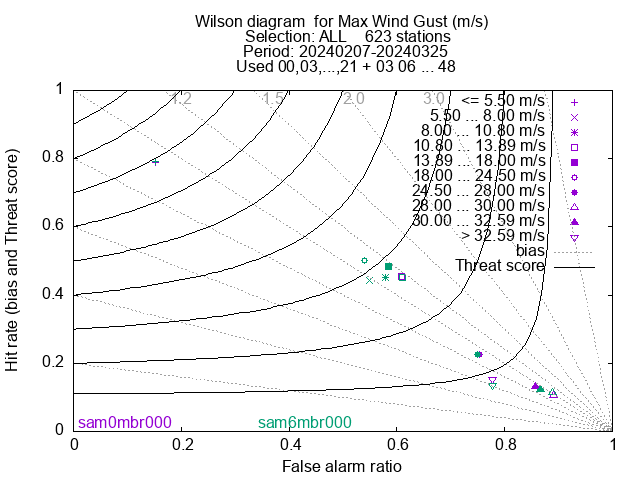 Wilson diagram  for Max Wind Gust (m/s)
Selection: ALL    623 stations
Period: 20240207-20240325
Used 00,03,...,21 + 03 06 ... 48
Hit rate (bias and Threat score)
1
0.8
0.6
0.4
0.2
0
1.2
1.5
2.0
3.0
<= 5.50 m/s
5.50 ... 8.00 m/s
8.00 ... 10.80 m/s
10.80 ... 13.89 m/s
13.89 ... 18.00 m/s
18.00 ... 24.50 m/s
24.50 ... 28.00 m/s
28.00 ... 30.00 m/s
30.00 ... 32.59 m/s
> 32.59 m/s
bias
Threat score
sam0mbr000 sam6mbr000
0 0.2 0.4 0.6 0.8 1
False alarm ratio